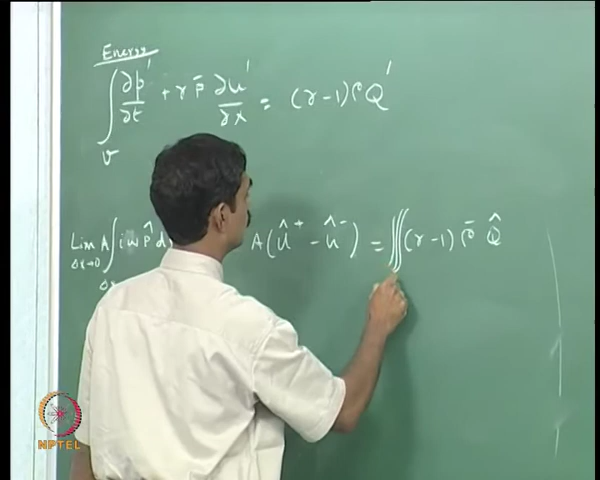 Energy
∫ ∂p'/∂t + γ p̄ ∂u'/∂x = (γ-1) ρ̄ Q'
V
Lim A ∫ iω p̂ d A(û⁺ - û⁻) = ∭ (γ-1) ρ̄ Q̂
Δx→0 Δ
NPTEL